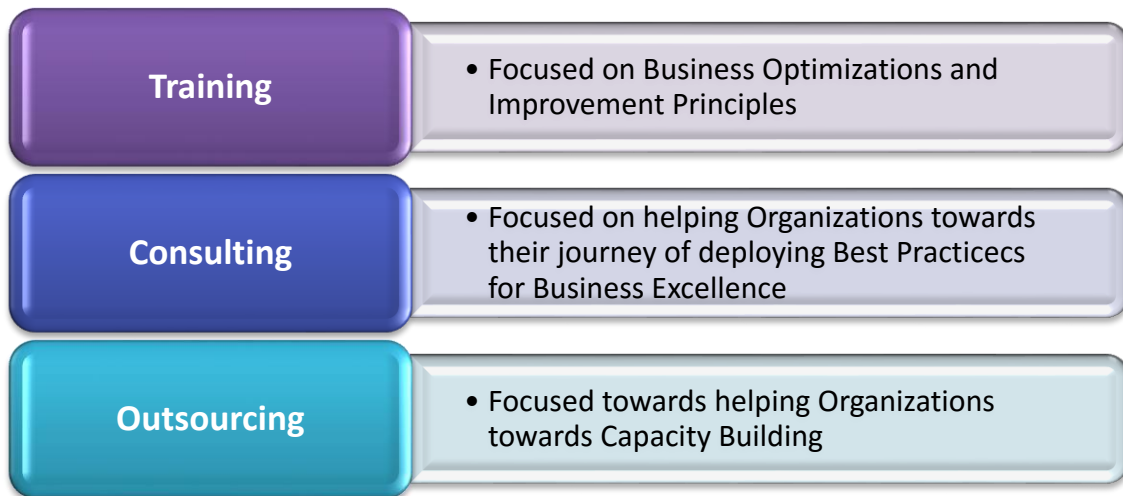 Training
• Focused on Business Optimizations and
Improvement Principles
Consulting
• Focused on helping Organizations towards
their journey of deploying Best Practicecs
for Business Excellence
Outsourcing
• Focused towards helping Organizations
towards Capacity Building